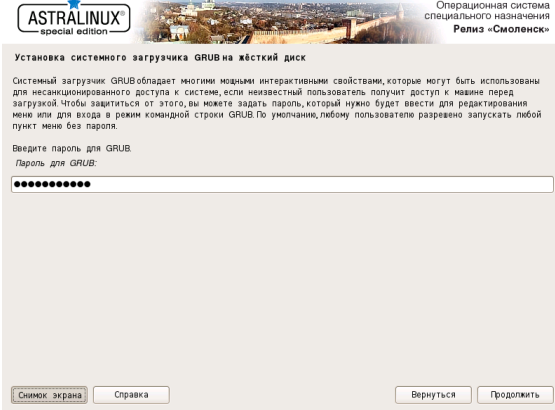 ASTRALINUX®
special edition
Операционная система
специального назначения
Релиз «Смоленск»
Установка системного загрузчика GRUB на жёсткий диск
Системный загрузчик GRUB обладает многими мощными интерактивными свойствами, которые могут быть использованы
для несанкционированного доступа к системе, если неизвестный пользователь получит доступ к машине перед
загрузкой. Чтобы защититься от этого, вы можете задать пароль, который нужно будет ввести для редактирования
меню или для входа в режим командной строки GRUB. По умолчанию, любому пользователю разрешено запускать любой
пункт меню без пароля.
Введите пароль для GRUB.
Пароль для GRUB:
●●●●●●●●●●●
Снимок экрана
Справка
Вернуться
Продолжить